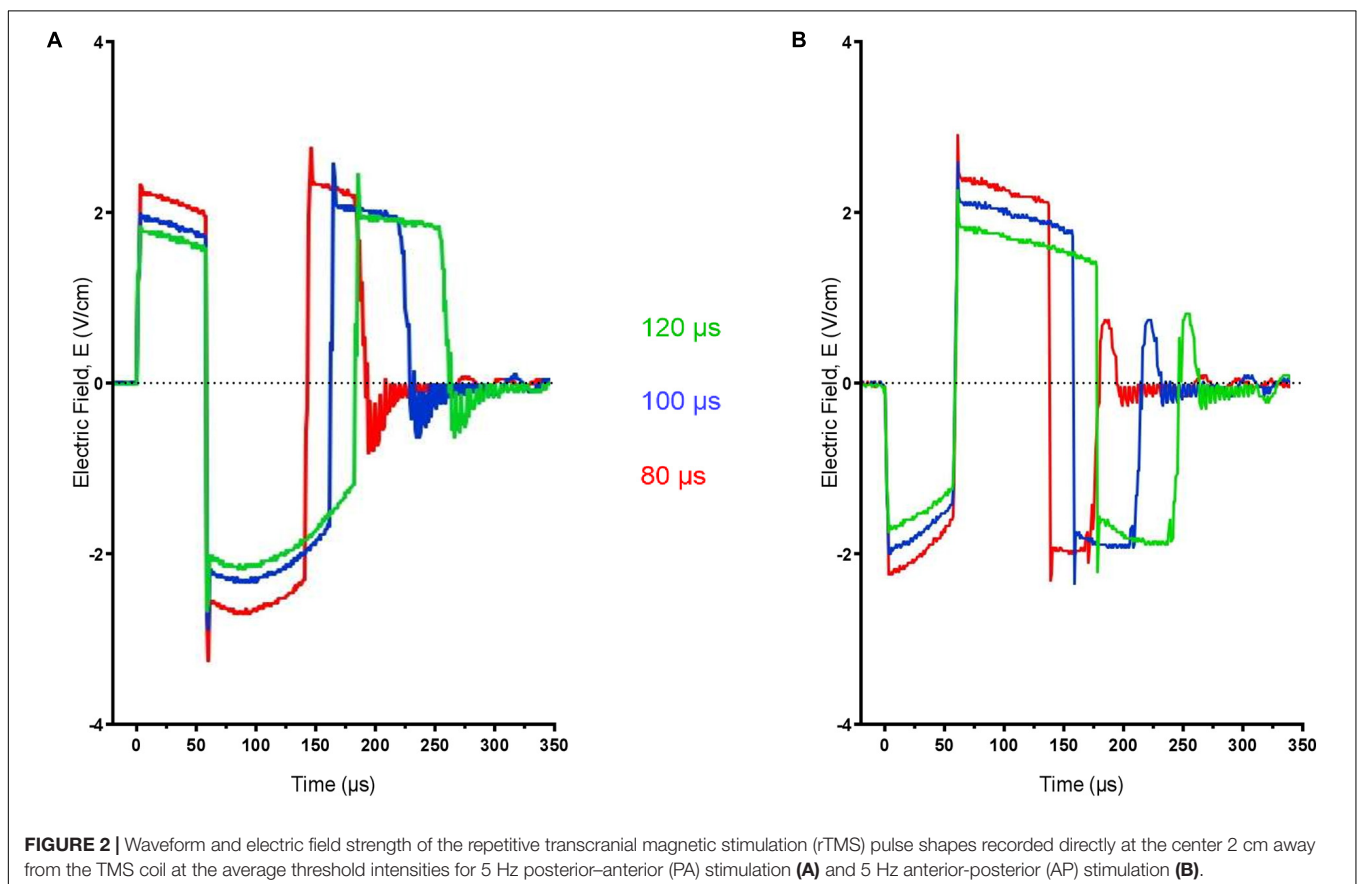 A
B
4
2
0
-2
-4
Electric Field, E (V/cm)
0 50 100 150 200 250 300 350
Time (µs)
120 µs
100 µs
80 µs
4
2
0
-2
-4
Electric Field, E (V/cm)
0 50 100 150 200 250 300 350
Time (µs)
FIGURE 2 | Waveform and electric field strength of the repetitive transcranial magnetic stimulation (rTMS) pulse shapes recorded directly at the center 2 cm away
from the TMS coil at the average threshold intensities for 5 Hz posterior–anterior (PA) stimulation (A) and 5 Hz anterior-posterior (AP) stimulation (B).